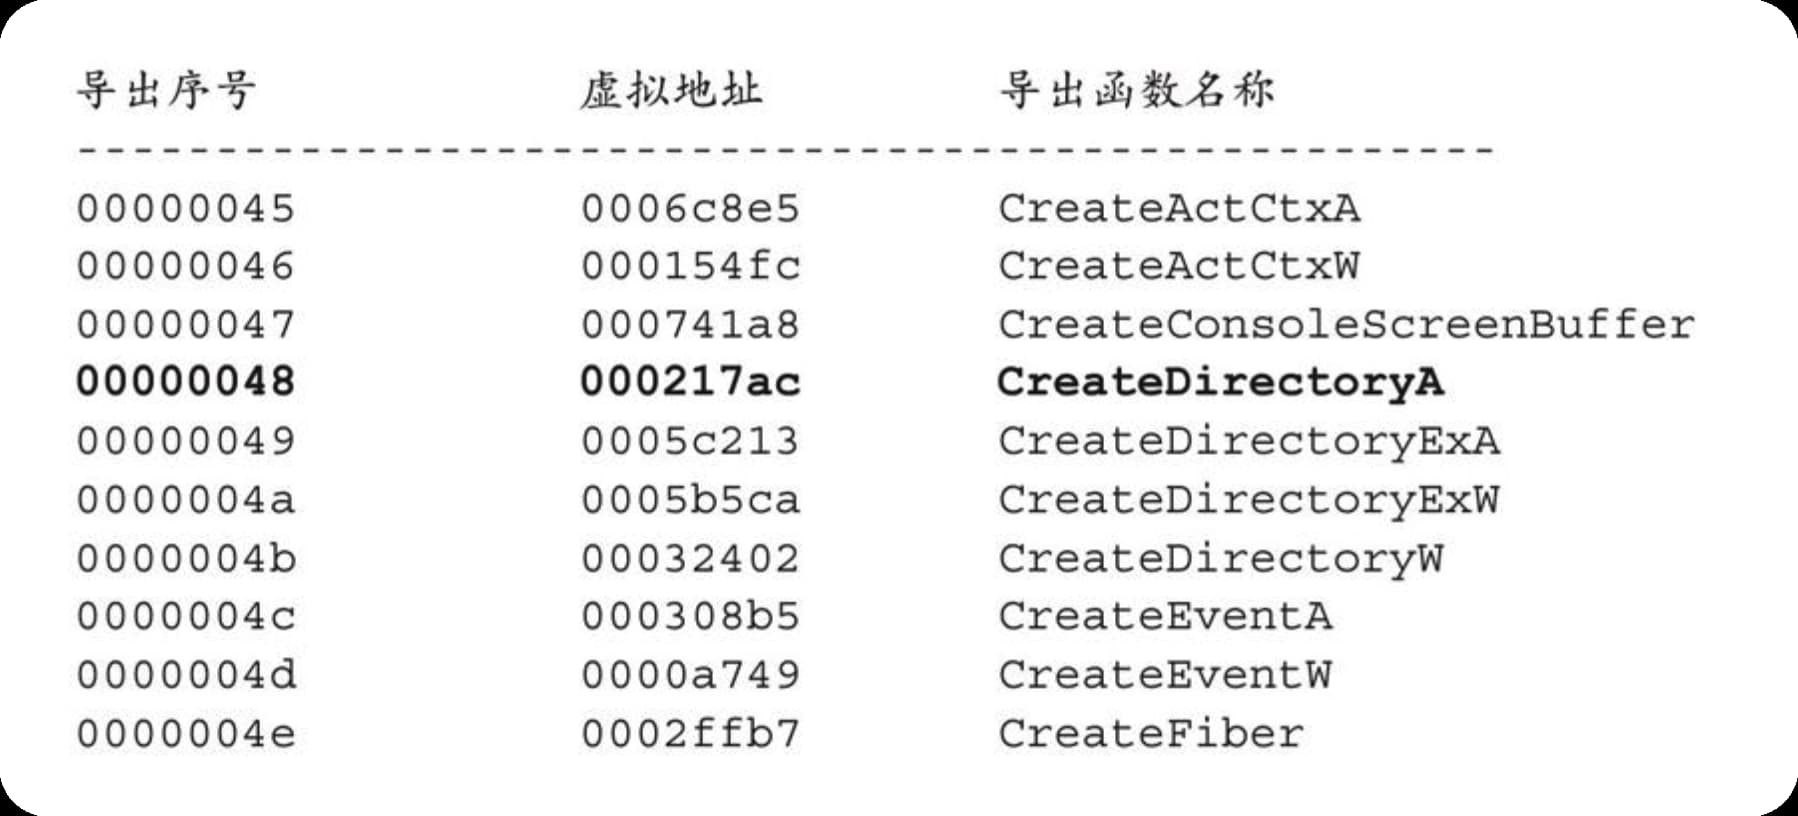 导出序号 虚拟地址 导出函数名称
---------------------------------------------------
00000045 0006c8e5 CreateActCtxA
00000046 000154fc CreateActCtxW
00000047 000741a8 CreateConsoleScreenBuffer
00000048 000217ac CreateDirectoryA
00000049 0005c213 CreateDirectoryExA
0000004a 0005b5ca CreateDirectoryExW
0000004b 00032402 CreateDirectoryW
0000004c 000308b5 CreateEventA
0000004d 0000a749 CreateEventW
0000004e 0002ffb7 CreateFiber